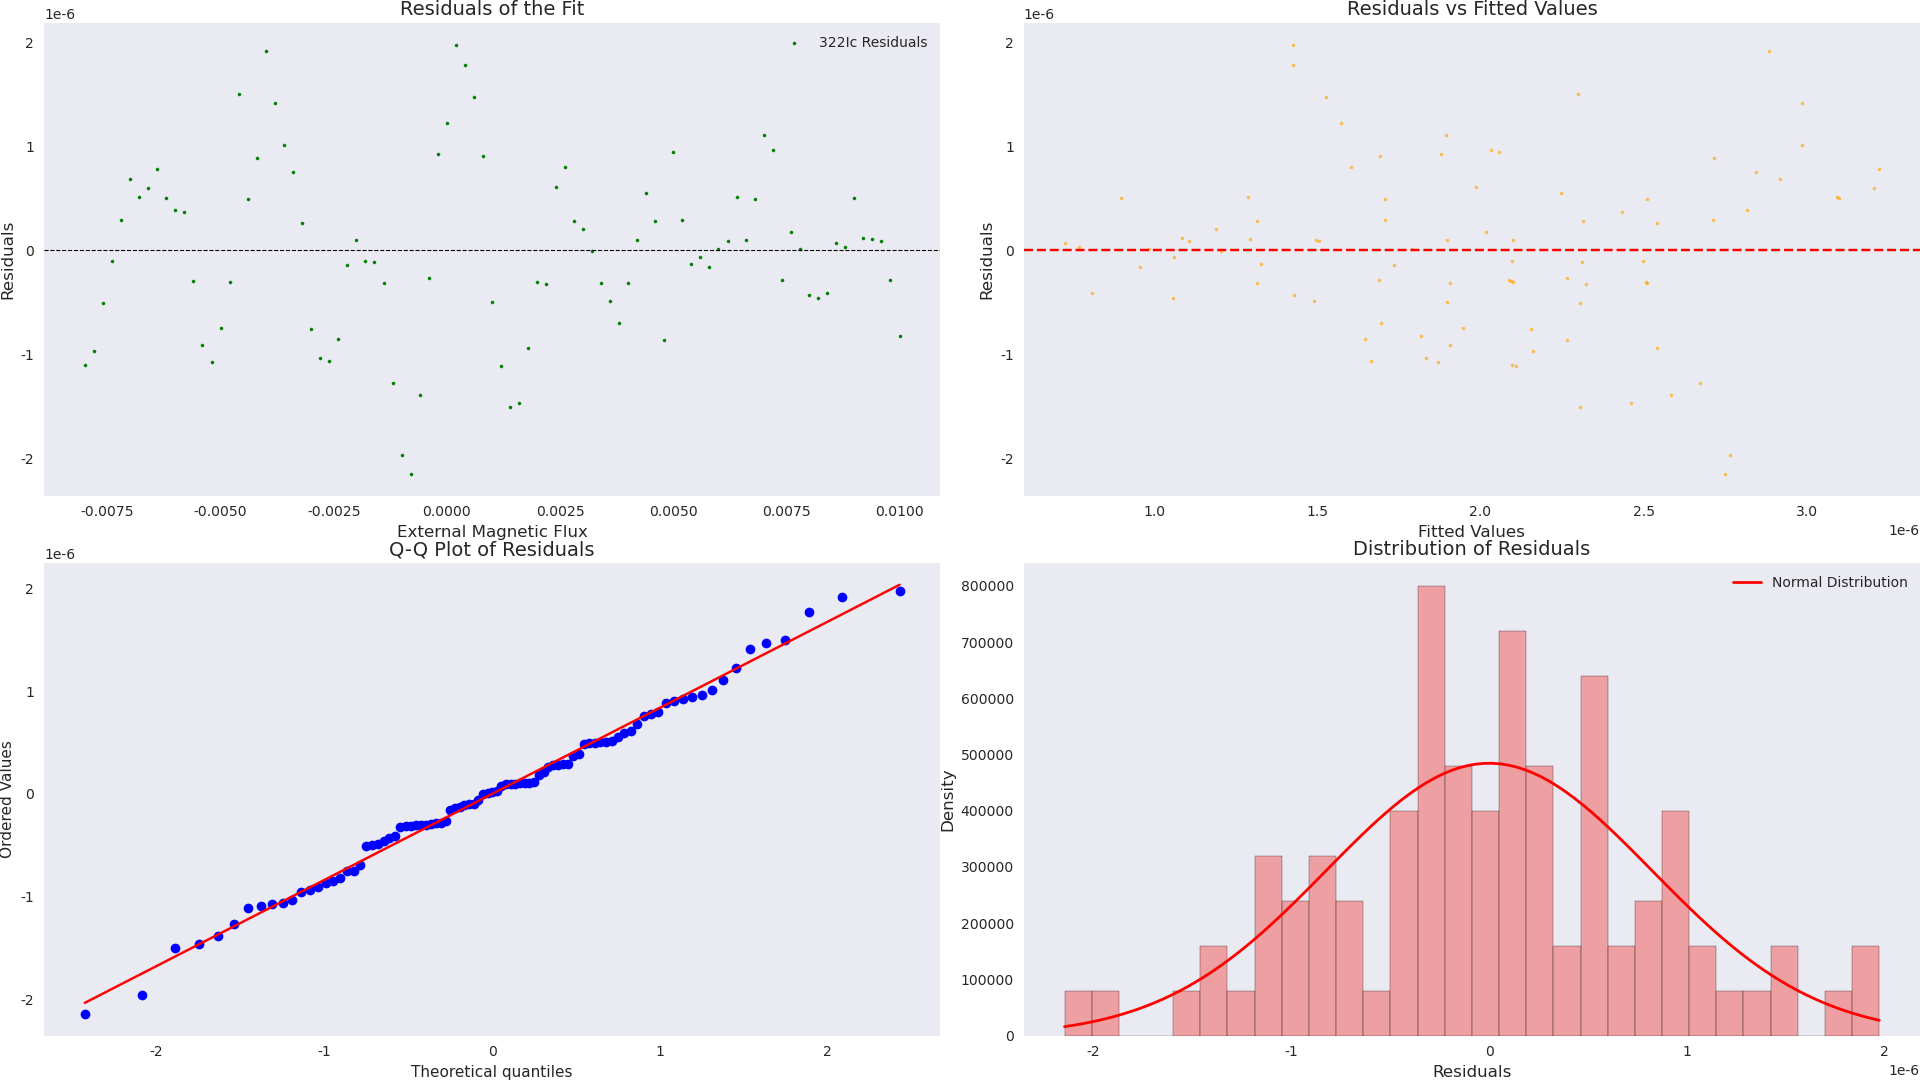 Residuals of the Fit
1e-6
322Ic Residuals
2
1
0
-1
-2
Residuals
-0.0075 -0.0050 -0.0025 0.0000 0.0025 0.0050 0.0075 0.0100
External Magnetic Flux
Residuals vs Fitted Values
1e-6
2
1
0
-1
-2
Residuals
1.0 1.5 2.0 2.5 3.0
1e-6
Fitted Values
Q-Q Plot of Residuals
1e-6
2
1
0
-1
-2
Ordered Values
-2 -1 0 1 2
Theoretical quantiles
Distribution of Residuals
Normal Distribution
800000
700000
600000
500000
400000
300000
200000
100000
0
Density
-2 -1 0 1 2
1e-6
Residuals